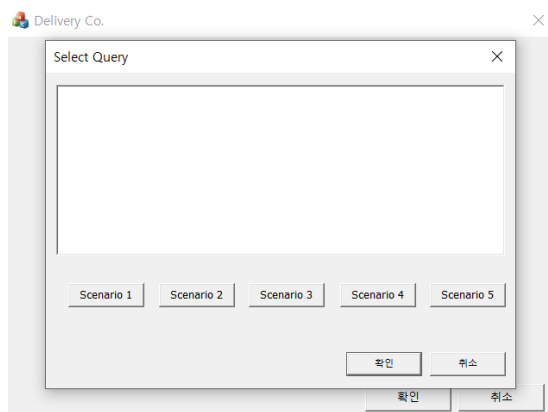 Delivery Co.
Select Query
Scenario 1 Scenario 2 Scenario 3 Scenario 4 Scenario 5
확인 취소
확인 취소